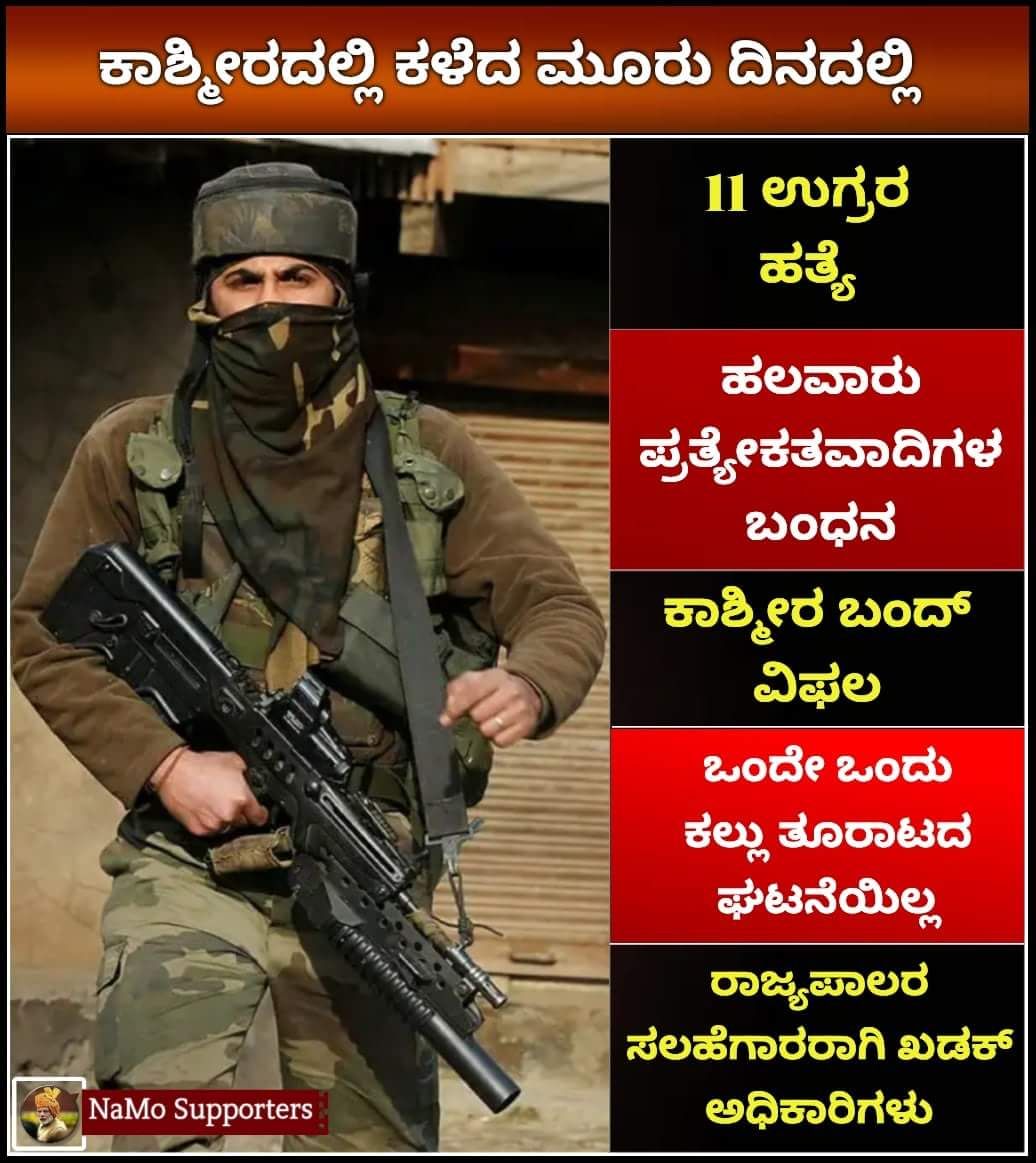 ಕಾಶ್ಮೀರದಲ್ಲಿ ಕಳೆದ ಮೂರು ದಿನದಲ್ಲಿ
11 ಉಗ್ರರ
ಹತ್ಯೆ
ಹಲವಾರು
ಪ್ರತ್ಯೇಕತವಾದಿಗಳ
ಬಂಧನ
ಕಾಶ್ಮೀರ ಬಂದ್
ವಿಫಲ
ಒಂದೇ ಒಂದು
ಕಲ್ಲು ತೂರಾಟದ
ಘಟನೆಯಿಲ್ಲ
ರಾಜ್ಯಪಾಲರ
ಸಲಹೆಗಾರರಾಗಿ ಖಡಕ್
ಅಧಿಕಾರಿಗಳು
NaMo Supporters